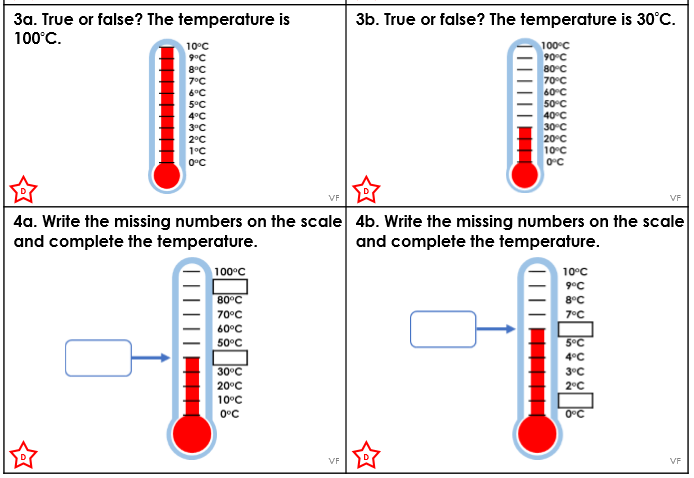 3a. True or false? The temperature is
100°C.
10°C
9°C
8°C
7°C
6°C
5°C
4°C
3°C
2°C
1°C
0°C
D
VF
3b. True or false? The temperature is 30°C.
100°C
90°C
80°C
70°C
60°C
50°C
40°C
30°C
20°C
10°C
0°C
D
VF
4a. Write the missing numbers on the scale
and complete the temperature.
100°C
80°C
70°C
60°C
50°C
30°C
20°C
10°C
0°C
D
VF
4b. Write the missing numbers on the scale
and complete the temperature.
10°C
9°C
8°C
7°C
5°C
4°C
3°C
2°C
0°C
D
VF